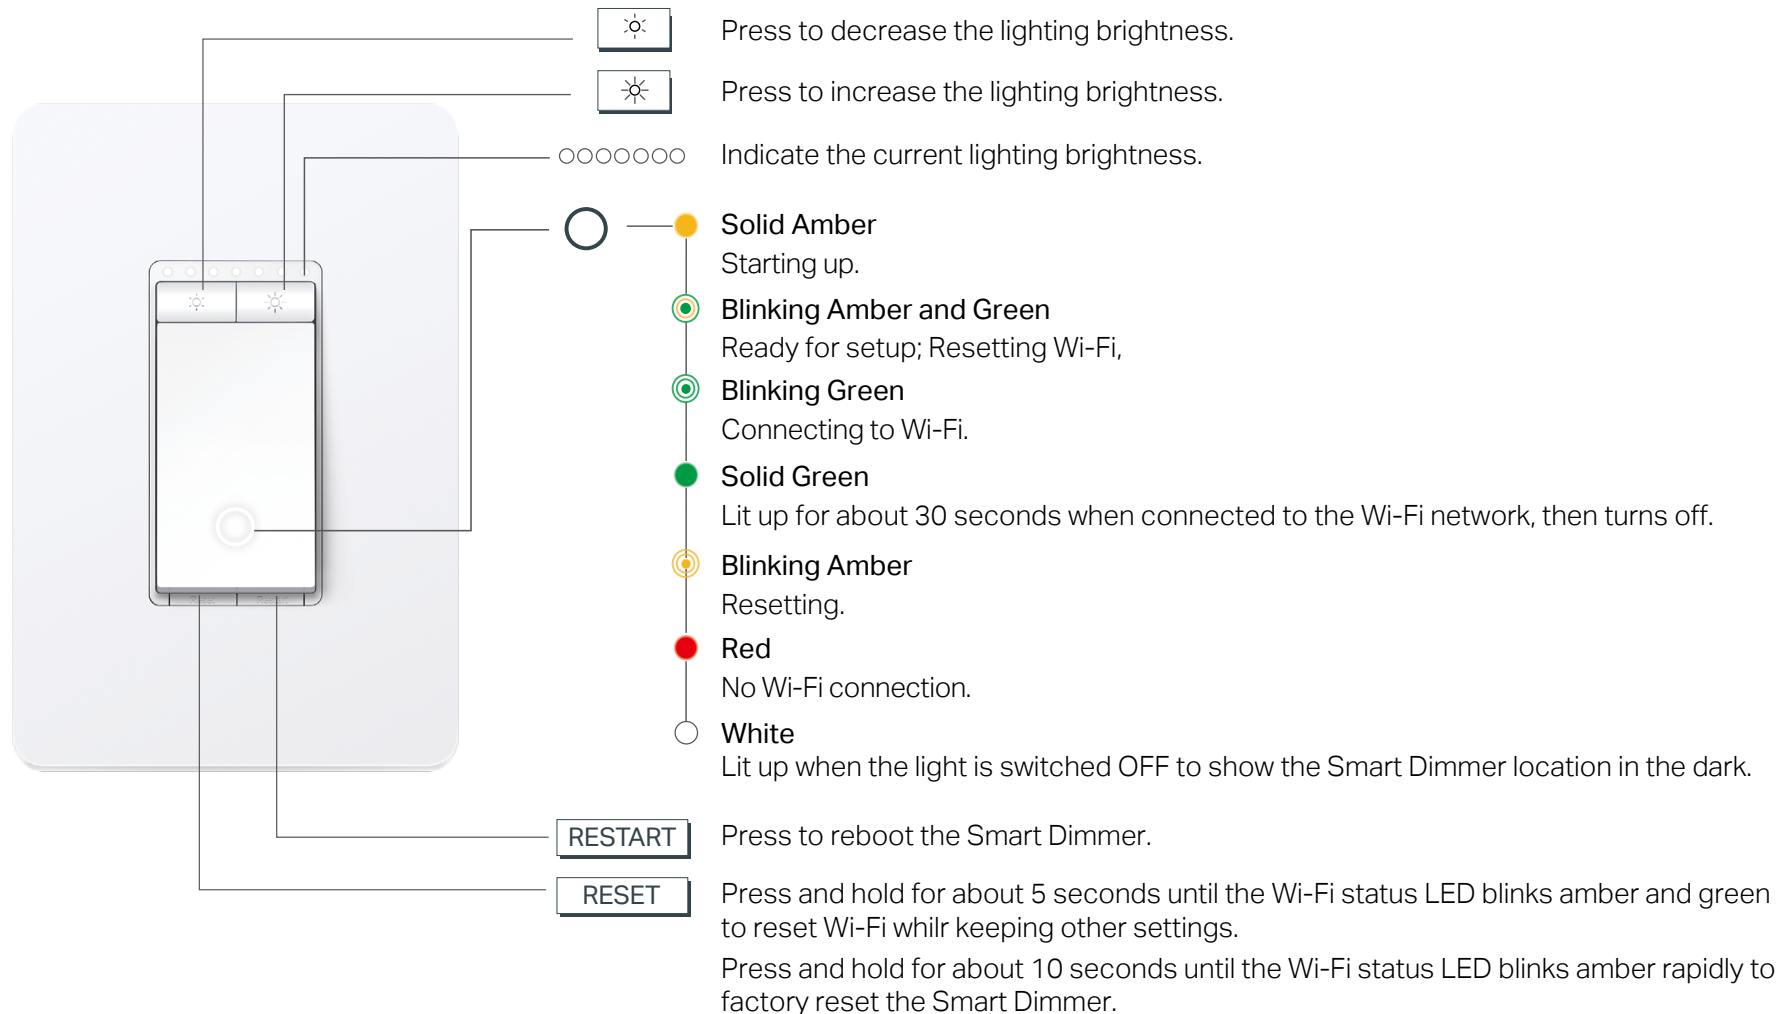 Press to decrease the lighting brightness.
Press to increase the lighting brightness.
Indicate the current lighting brightness.
Solid Amber
Starting up.
Blinking Amber and Green
Ready for setup; Resetting Wi-Fi,
Blinking Green
Connecting to Wi-Fi.
Solid Green
Lit up for about 30 seconds when connected to the Wi-Fi network, then turns off.
Blinking Amber
Resetting.
Red
No Wi-Fi connection.
White
Lit up when the light is switched OFF to show the Smart Dimmer location in the dark.
Reset Restart
RESTART Press to reboot the Smart Dimmer.
RESET Press and hold for about 5 seconds until the Wi-Fi status LED blinks amber and green
to reset Wi-Fi whilr keeping other settings.
Press and hold for about 10 seconds until the Wi-Fi status LED blinks amber rapidly to
factory reset the Smart Dimmer.